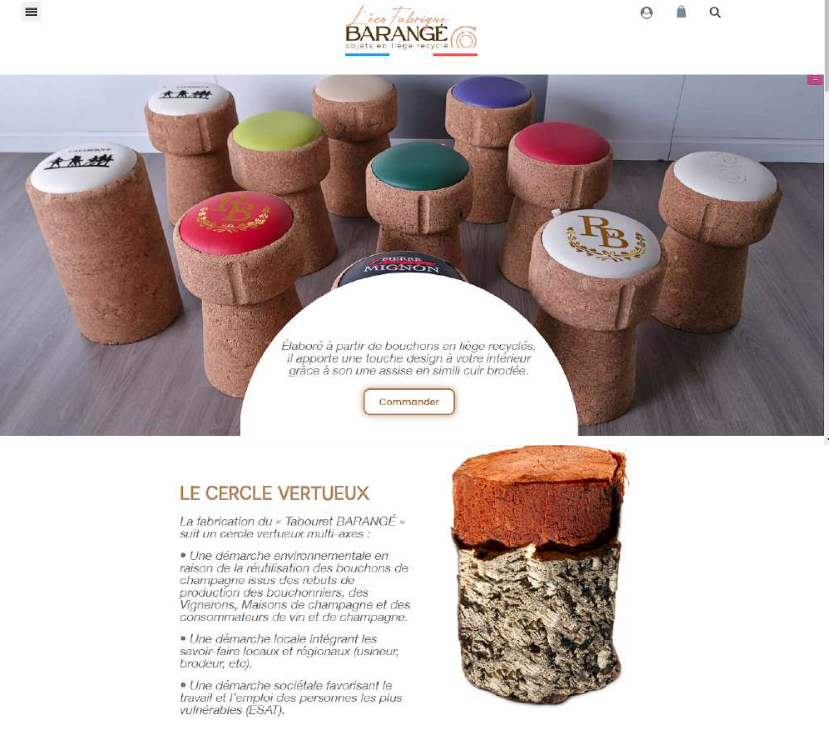 L'éco Fabrique
BARANGÉ
objets en liège recyclé
RB
PIERRE
MIGNON
RB
Élaboré à partir de bouchons en liège recyclés,
il apporte une touche design à votre intérieur
grâce à son une assise en simili cuir brodée.
Commander
LE CERCLE VERTUEUX
La fabrication du « Tabouret BARANGÉ »
suit un cercle vertueux multi-axes :
• Une démarche environnementale en
raison de la réutilisation des bouchons de
champagne issus des rebuts de
production des bouchonniers, des
Vignerons, Maisons de champagne et des
consommateurs de vin et de champagne.
• Une démarche locale intégrant les
savoir-faire locaux et régionaux (usineur,
brodeur, etc).
• Une démarche sociétale favorisant le
travail et l'emploi des personnes les plus
vulnérables (ESAT).